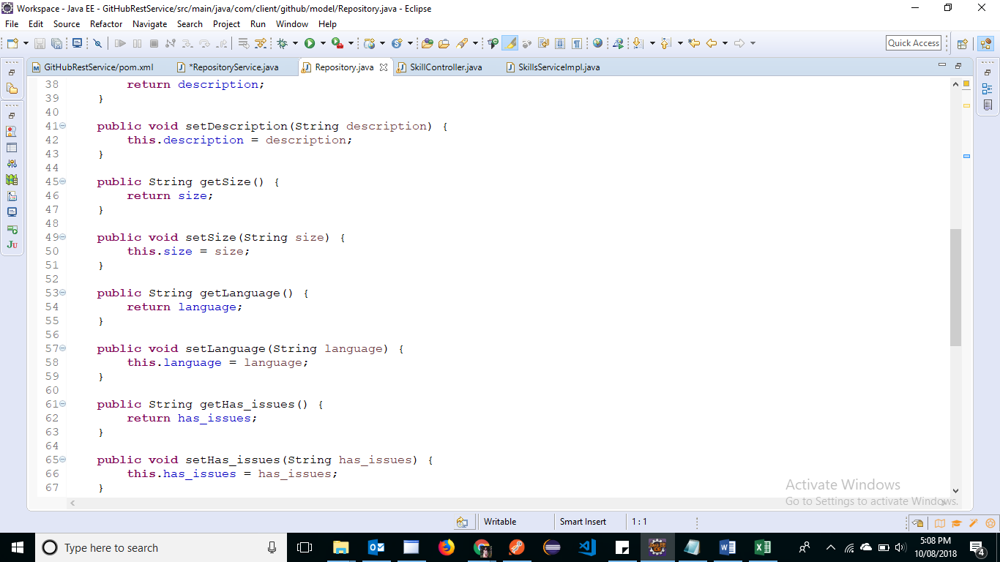 Workspace - Java EE - GitHubRestService/src/main/java/com/client/github/model/Repository.java - Eclipse
File Edit Source Refactor Navigate Search Project Run Window Help
Quick Access
GitHubRestService/pom.xml *RepositoryService.java Repository.java SkillController.java SkillsServiceImpl.java
38 return description;
39 }
40
41 public void setDescription(String description) {
42 this.description = description;
43 }
44
45 public String getSize() {
46 return size;
47 }
48
49 public void setSize(String size) {
50 this.size = size;
51 }
52
53 public String getLanguage() {
54 return language;
55 }
56
57 public void setLanguage(String language) {
58 this.language = language;
59 }
60
61 public String getHas_issues() {
62 return has_issues;
63 }
64
65 public void setHas_issues(String has_issues) {
66 this.has_issues = has_issues;
67 }
Activate Windows
Go to Settings to activate Windows.
Writable Smart Insert 1 : 1
Type here to search
5:08 PM
10/08/2018
4